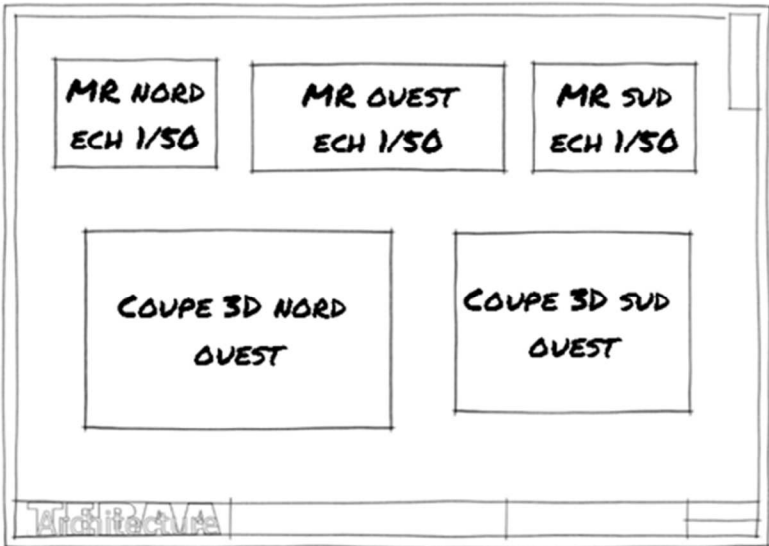 MR NORD
ECH 1/50
MR OUEST
ECH 1/50
MR SUD
ECH 1/50
COUPE 3D NORD
OUEST
COUPE 3D SUD
OUEST
Architecture